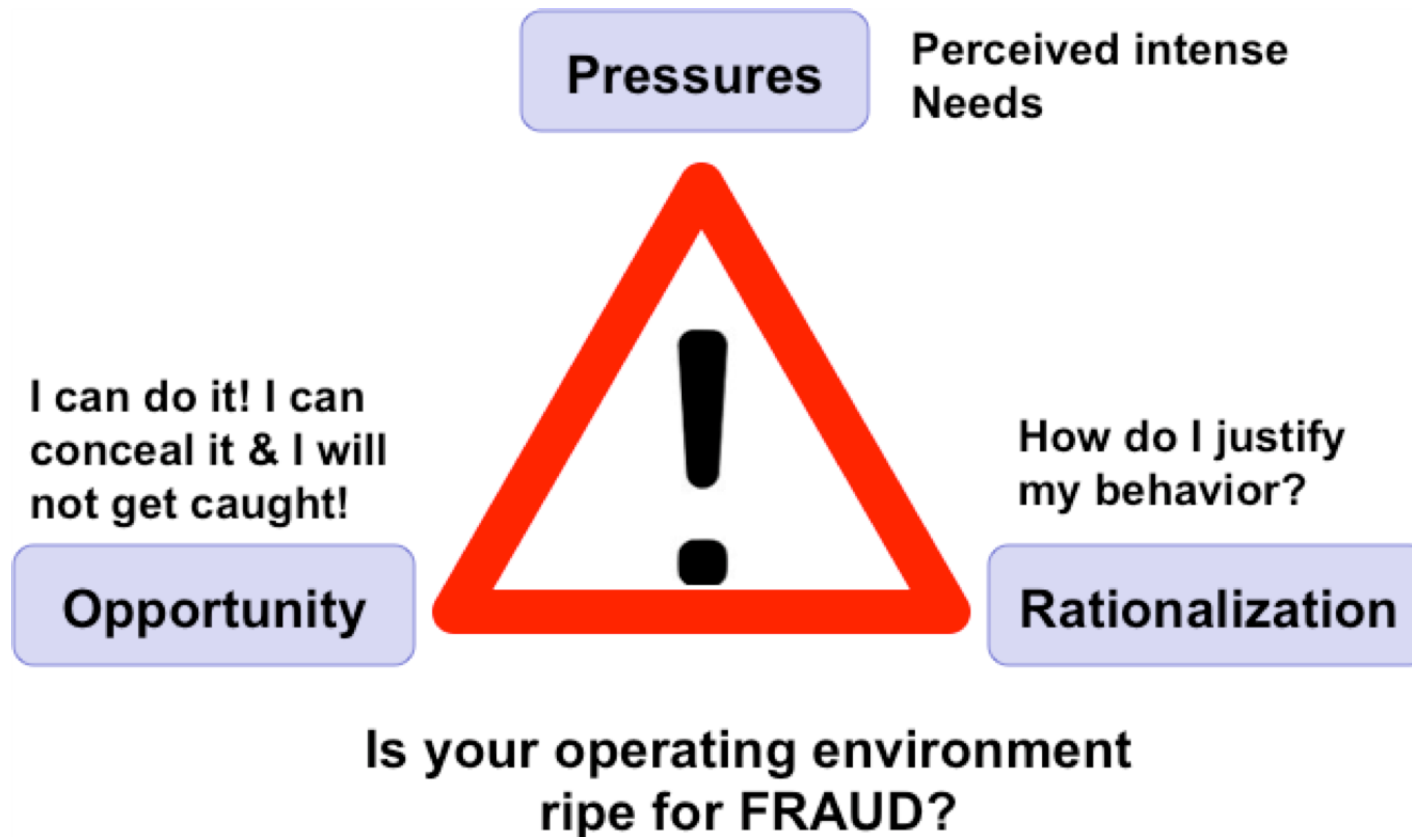 Pressures
Perceived intense
Needs
!
I can do it! I can
conceal it & I will
not get caught!
Opportunity
How do I justify
my behavior?
Rationalization
Is your operating environment
ripe for FRAUD?